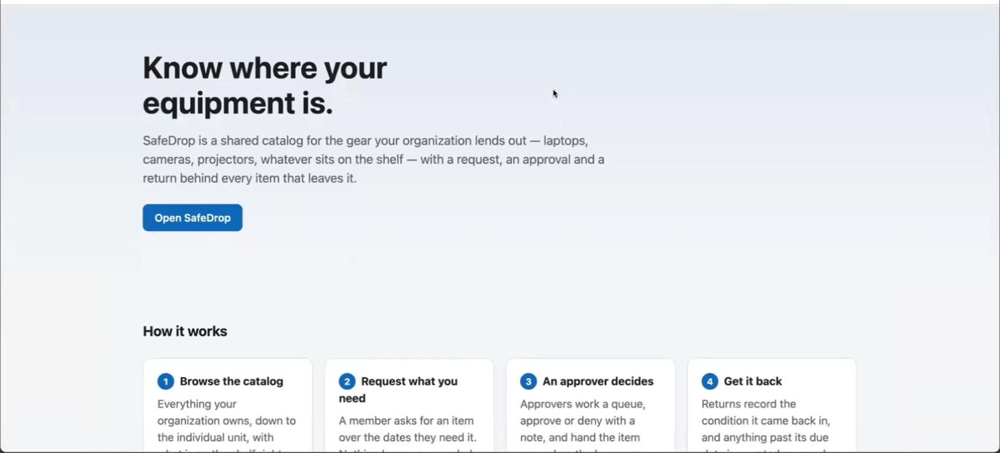 Know where your
equipment is.
SafeDrop is a shared catalog for the gear your organization lends out — laptops,
cameras, projectors, whatever sits on the shelf — with a request, an approval and a
return behind every item that leaves it.
Open SafeDrop
How it works
1 Browse the catalog
Everything your
organization owns, down to
the individual unit, with
2 Request what you
need
A member asks for an item
over the dates they need it.
3 An approver decides
Approvers work a queue,
approve or deny with a
note, and hand the item
4 Get it back
Returns record the
condition it came back in,
and anything past its due